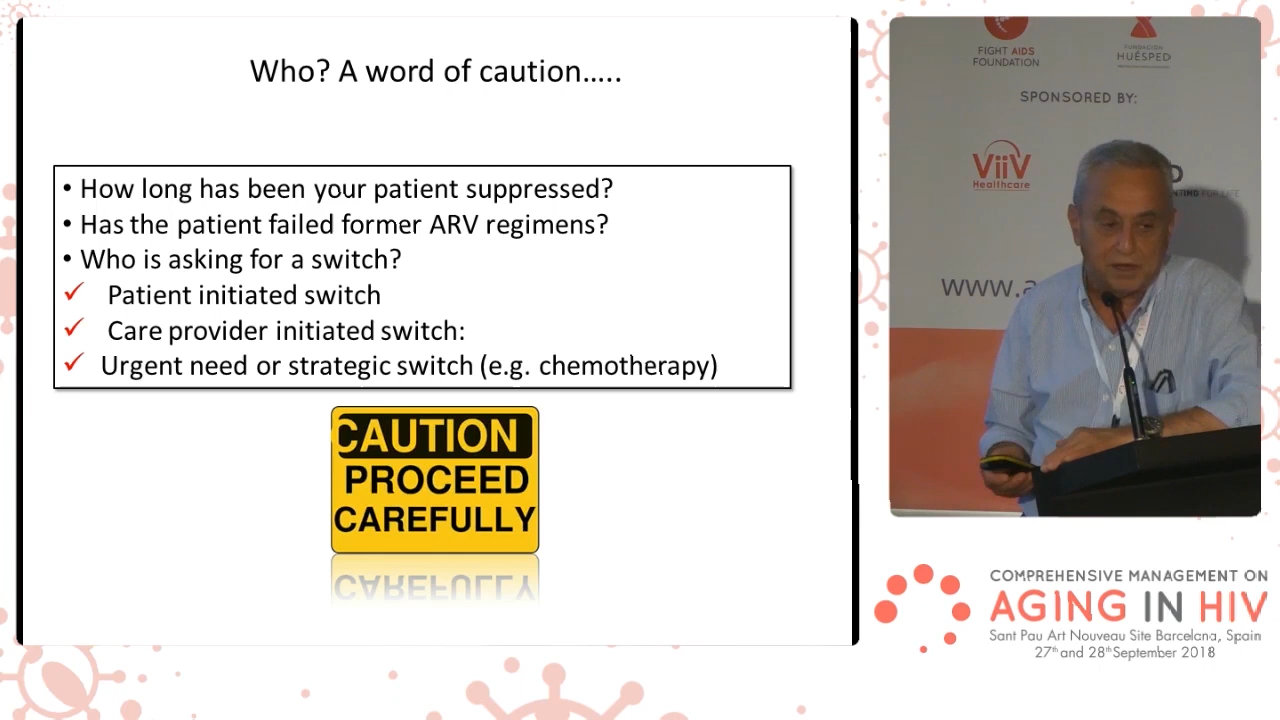 Who? A word of caution…..
• How long has been your patient suppressed?
• Has the patient failed former ARV regimens?
• Who is asking for a switch?
✓ Patient initiated switch
✓ Care provider initiated switch:
✓ Urgent need or strategic switch (e.g. chemotherapy)
CAUTION
PROCEED
CAREFULLY
CAREFULLY
FIGHT AIDS
FOUNDATION
FUNDACIÓN
HUÉSPED
SPONSORED BY:
ViiV
Healthcare
FOR LIFE
www.a
COMPREHENSIVE MANAGEMENT ON
AGING IN HIV
Sant Pau Art Nouveau Site Barcelona, Spain
27th and 28th September 2018